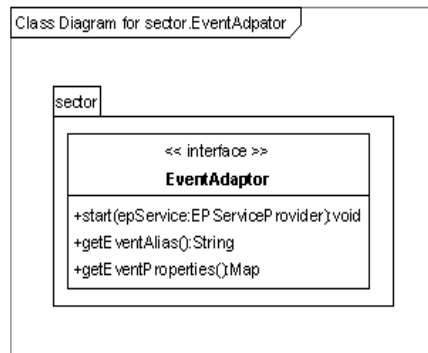 Class Diagram for sector.EventAdpator
sector
<< interface >>
EventAdaptor
+start(epService:EPServiceProvider):void
+getEventAlias():String
+getEventProperties():Map